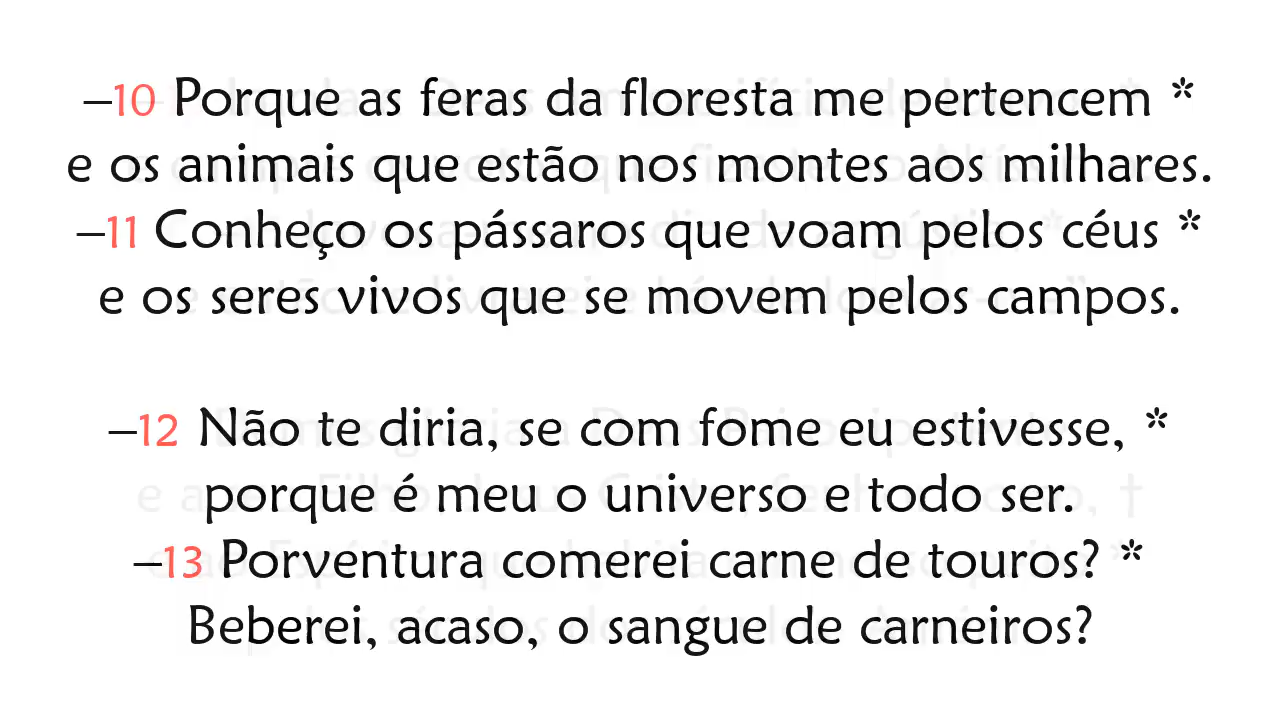 –10 Porque as feras da floresta me pertencem *
e os animais que estão nos montes aos milhares.
–11 Conheço os pássaros que voam pelos céus *
e os seres vivos que se movem pelos campos.
–12 Não te diria, se com fome eu estivesse, *
porque é meu o universo e todo ser.
–13 Porventura comerei carne de touros? *
Beberei, acaso, o sangue de carneiros?